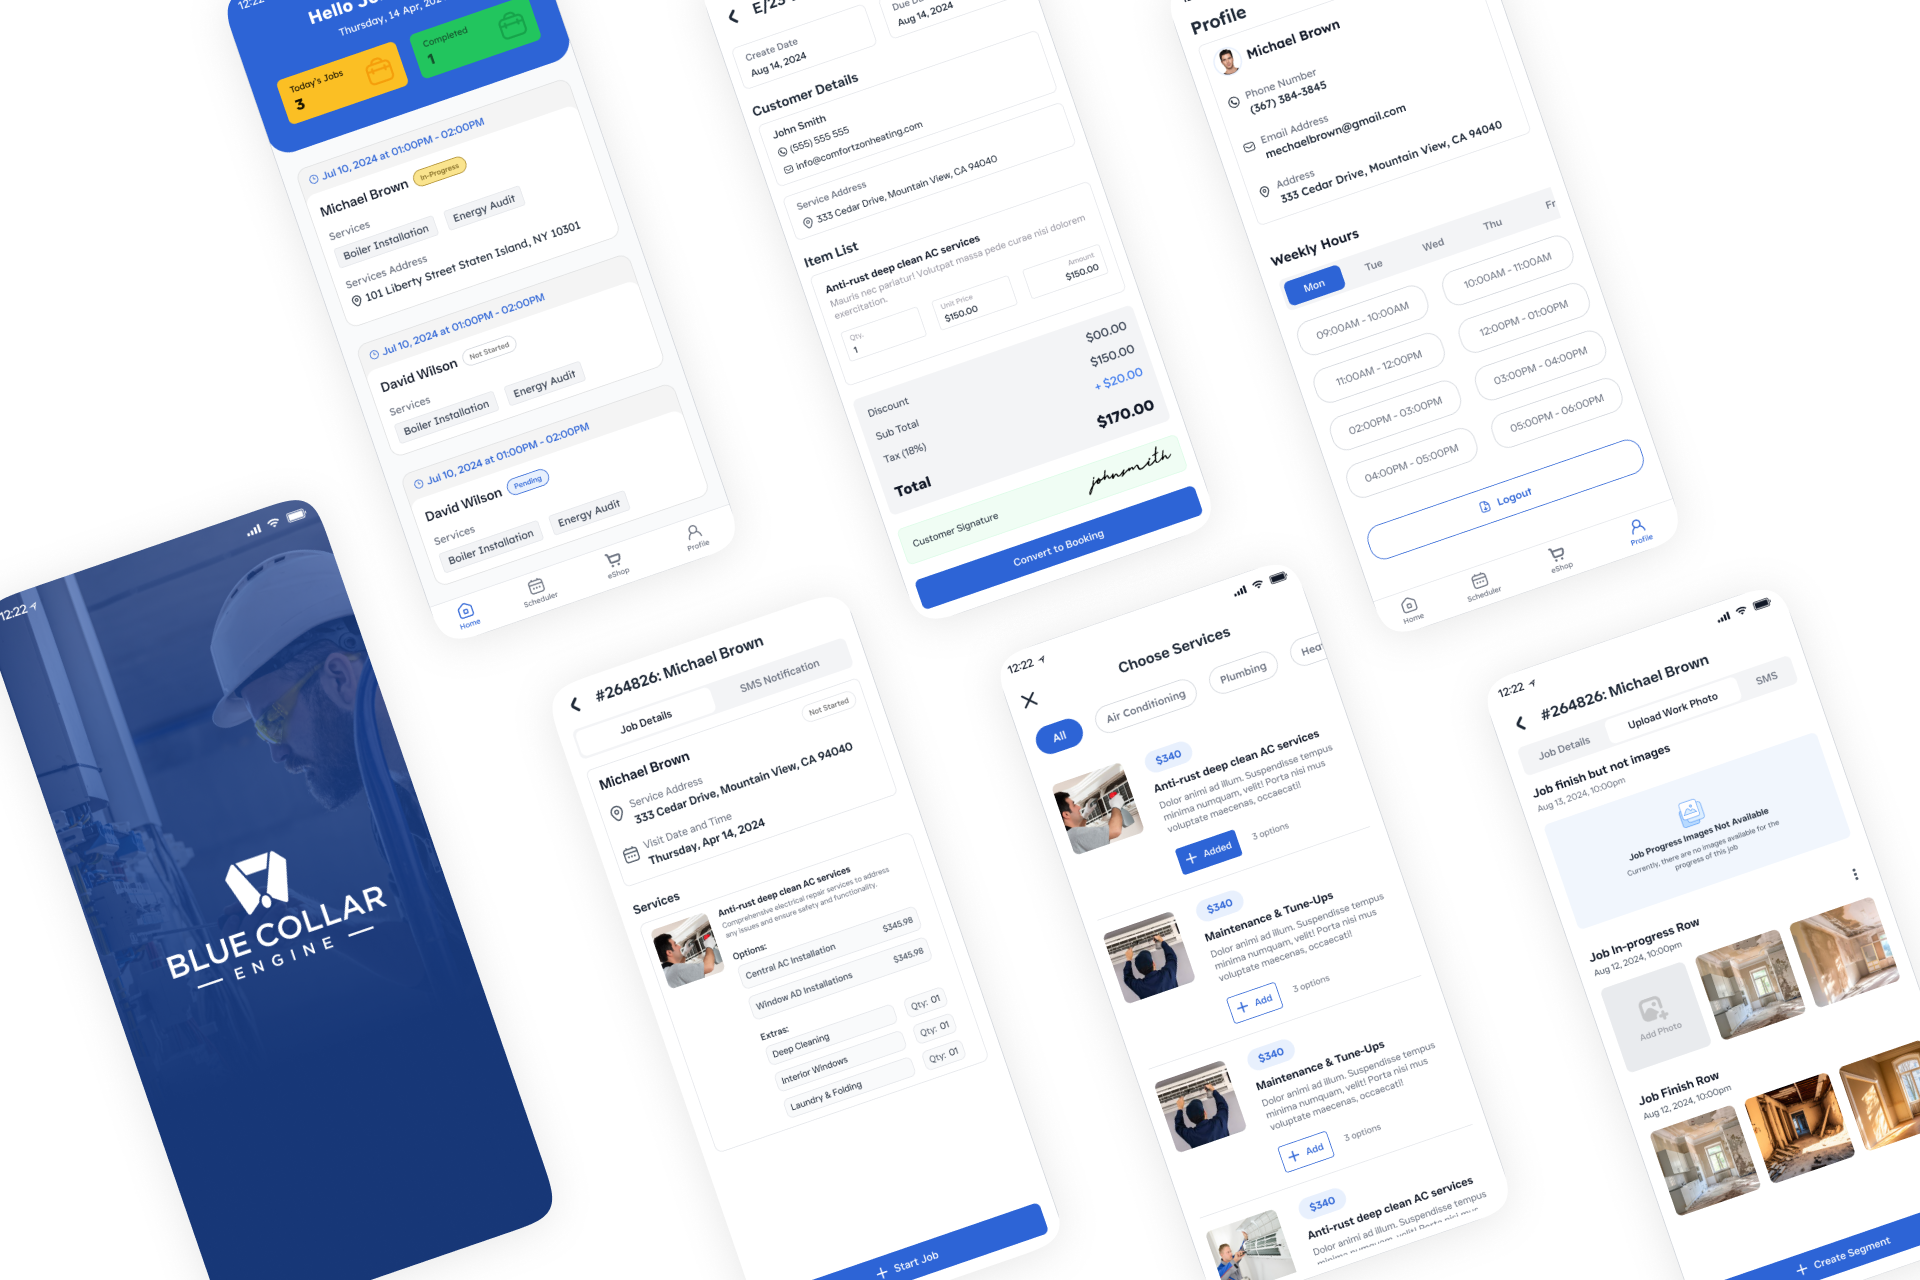 12:22
Hello
Thursday, 14 Apr, 202
Today's Jobs
3
Completed
1
Jul 10, 2024 at 01:00PM - 02:00PM
Michael Brown
In-Progress
Services
Boiler Installation
Energy Audit
Services Address
101 Liberty Street Staten Island, NY 10301
Jul 10, 2024 at 01:00PM - 02:00PM
David Wilson
Not Started
Services
Boiler Installation
Energy Audit
Jul 10, 2024 at 01:00PM - 02:00PM
David Wilson
Pending
Services
Boiler Installation
Energy Audit
Home
Scheduler
eShop
Profile
Create Date
Aug 14, 2024
Aug 14, 2024
Customer Details
John Smith
(555) 555 555
info@comfortzonheating.com
Service Address
333 Cedar Drive, Mountain View, CA 94040
Item List
Anti-rust deep clean AC services
Mauris nec pariatur! Volutpat massa pede curae nisi dolorem
exercitation.
Qty.
1
Unit Price
$150.00
Amount
$150.00
Discount
$00.00
Sub Total
$150.00
Tax (18%)
+ $20.00
Total
$170.00
Customer Signature
johnsmith
Convert to Booking
Profile
Michael Brown
Phone Number
(367) 384-3845
Email Address
mechaelbrown@gmail.com
Address
333 Cedar Drive, Mountain View, CA 94040
Weekly Hours
Mon
Tue
Wed
Thu
Fr
09:00AM - 10:00AM
10:00AM - 11:00AM
11:00AM - 12:00PM
12:00PM - 01:00PM
02:00PM - 03:00PM
03:00PM - 04:00PM
04:00PM - 05:00PM
05:00PM - 06:00PM
Logout
Home
Scheduler
eShop
Profile
12:22
BLUE COLLAR
ENGINE
#264826: Michael Brown
Job Details
SMS Notification
Not Started
Michael Brown
Service Address
333 Cedar Drive, Mountain View, CA 94040
Visit Date and Time
Thursday, Apr 14, 2024
Services
Anti-rust deep clean AC services
Comprehensive electrical repair services to address
any issues and ensure safety and functionality.
Options:
Central AC Installation
$345.98
Window AD Installations
$345.98
Extras:
Deep Cleaning
Qty: 01
Interior Windows
Qty: 01
Laundry & Folding
Qty: 01
Start Job
12:22
Choose Services
All
Air Conditioning
Plumbing
$340
Anti-rust deep clean AC services
Dolor animi ad illum. Suspendisse tempus
minima numquam, velit! Porta nisi mus
voluptate maecenas, occaecati!
Added
3 options
$340
Maintenance & Tune-Ups
Dolor animi ad illum. Suspendisse tempus
minima numquam, velit! Porta nisi mus
voluptate maecenas, occaecati!
Add
3 options
$340
Maintenance & Tune-Ups
Dolor animi ad illum. Suspendisse tempus
minima numquam, velit! Porta nisi mus
voluptate maecenas, occaecati!
Add
3 options
$340
Anti-rust deep clean AC services
Dolor animi ad illum. Suspendisse tempus
minima numquam, velit! Porta nisi mus
12:22
#264826: Michael Brown
Job Details
Upload Work Photo
SMS
Job finish but not images
Aug 13, 2024, 10:00pm
Job Progress Images Not Available
Currently, there are no images available for the
progress of this job
Job In-progress Row
Aug 12, 2024, 10:00pm
Add Photo
Job Finish Row
Aug 12, 2024, 10:00pm
Create Segment